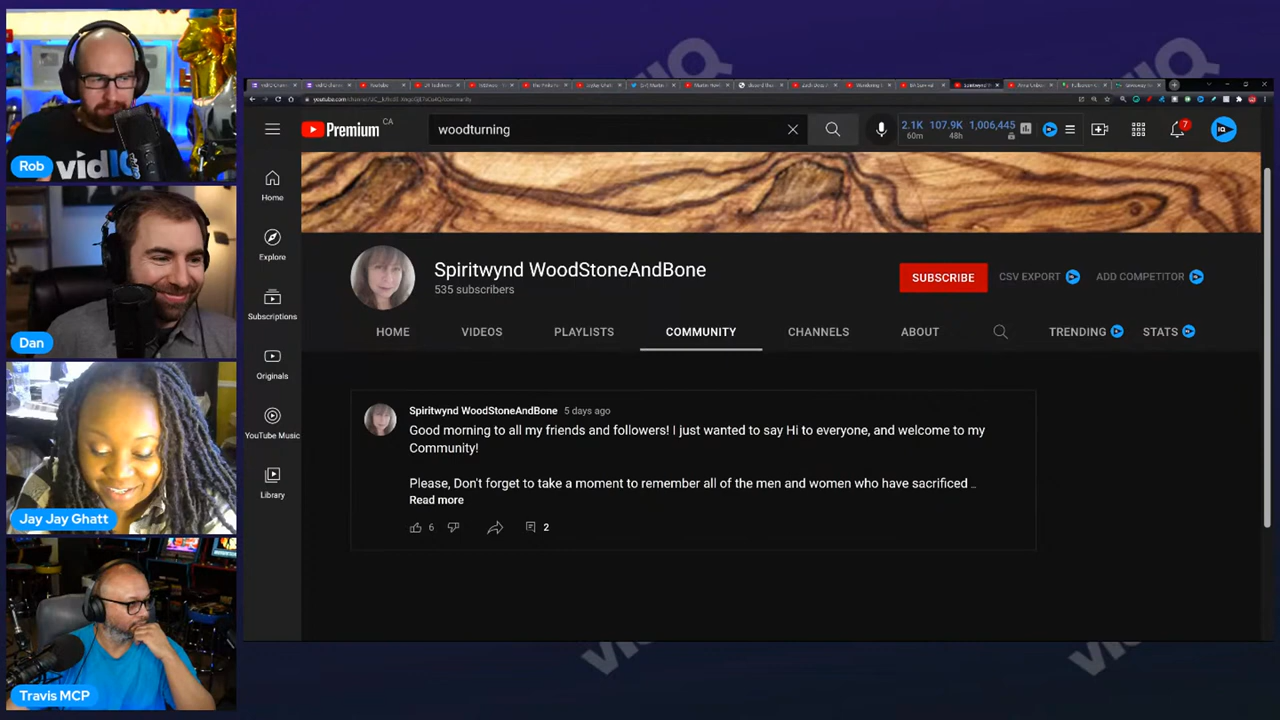 vidIQ
Rob
Dan
Jay Jay Ghatt
Travis MCP
Premium
CA
woodturning
2.1K 107.9K 1,006,445
60m 48h
7
Home
Explore
Subscriptions
Originals
YouTube Music
Library
Spiritwynd WoodStoneAndBone
535 subscribers
SUBSCRIBE
CSV EXPORT
ADD COMPETITOR
HOME
VIDEOS
PLAYLISTS
COMMUNITY
CHANNELS
ABOUT
TRENDING
STATS
Spiritwynd WoodStoneAndBone 5 days ago
Good morning to all my friends and followers! I just wanted to say Hi to everyone, and welcome to my
Community!
Please, Don't forget to take a moment to remember all of the men and women who have sacrificed ...
Read more
6
2
vidIQ
vidIQ